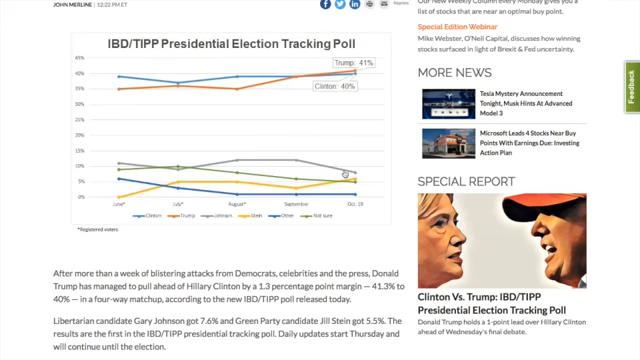 JOHN MERLINE | 12:22 PM ET
IBD/TIPP Presidential Election Tracking Poll
45%
40%
35%
30%
25%
20%
15%
10%
5%
0%
Trump: 41%
Clinton: 40%
June*
July*
August*
September
Oct. 19
Clinton
Trump
Johnson
Stein
Other
Not sure
*Registered voters
After more than a week of blistering attacks from Democrats, celebrities and the press, Donald
Trump has managed to pull ahead of Hillary Clinton by a 1.3 percentage point margin — 41.3% to
40% — in a four-way matchup, according to the new IBD/TIPP poll released today.
Libertarian candidate Gary Johnson got 7.6% and Green Party candidate Jill Stein got 5.5%. The
results are the first in the IBD/TIPP presidential tracking poll. Daily updates start Thursday and
will continue until the election.
Our New Weekly Column every Monday gives you a
list of stocks that are near an optimal buy point.
Special Edition Webinar
Mike Webster, O'Neil Capital, discusses how winning
stocks surfaced in light of Brexit & Fed uncertainty.
MORE NEWS
Tesla Mystery Announcement
Tonight, Musk Hints At Advanced
Model 3
Microsoft Leads 4 Stocks Near Buy
Points With Earnings Due: Investing
Action Plan
SPECIAL REPORT
Clinton Vs. Trump: IBD/TIPP
Presidential Election Tracking Poll
Donald Trump holds a 1-point lead over Hillary Clinton
ahead of Wednesday's final debate.
Feedback